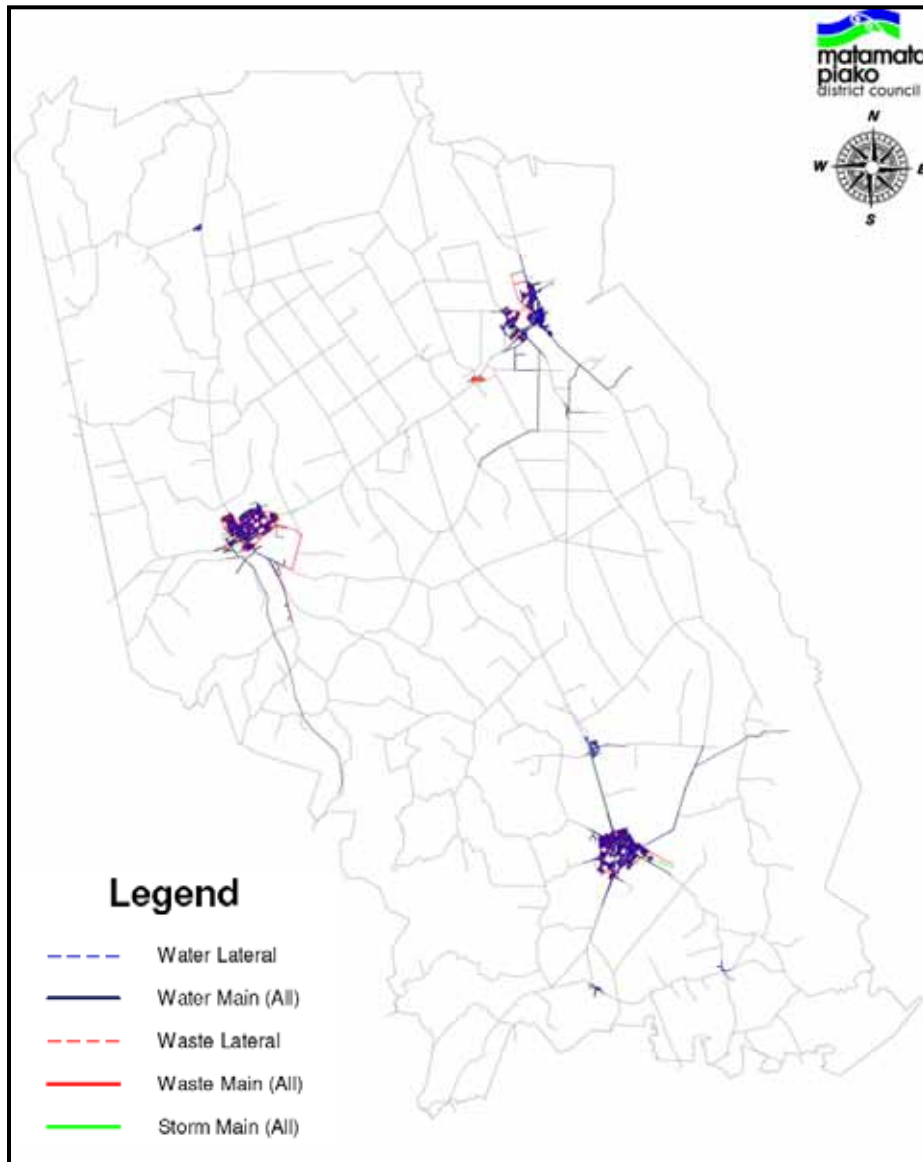 matamata
piako
district council
N
W E
S
Legend
Water Lateral
Water Main (All)
Waste Lateral
Waste Main (All)
Storm Main (All)